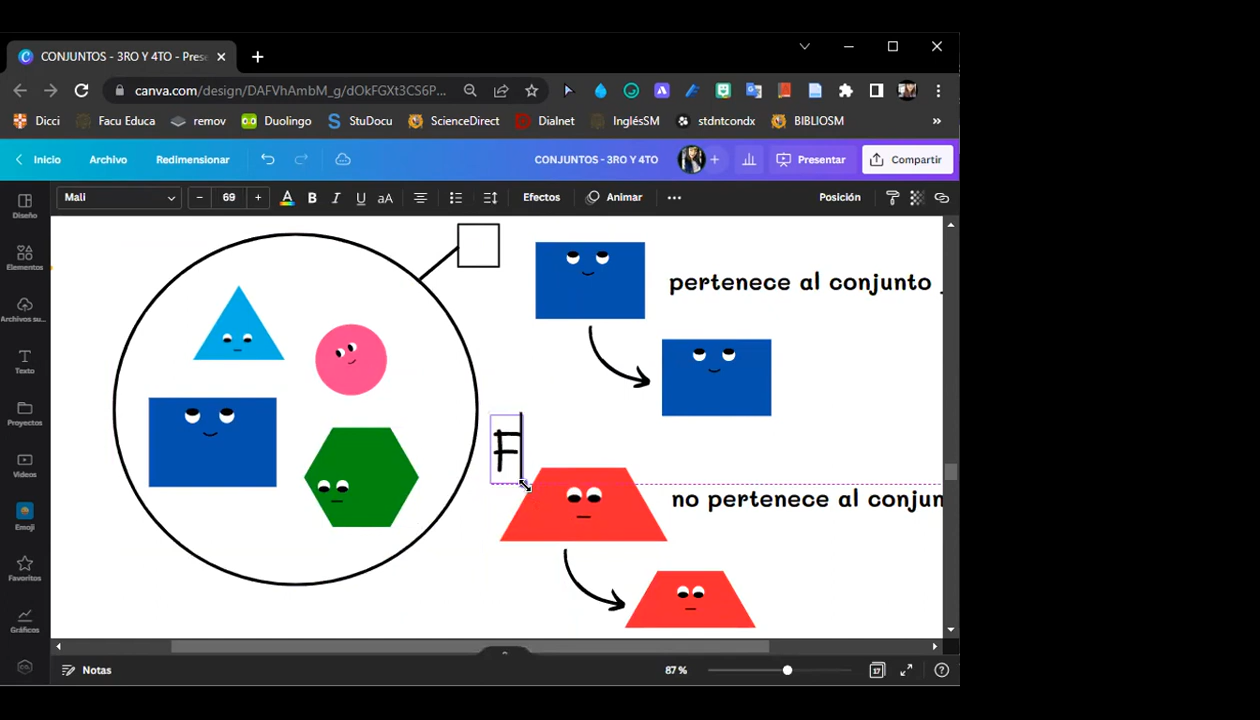 CONJUNTOS - 3RO Y 4TO - Prese
canva.com/design/DAFVhAmbM_g/dOkFGXt3CS6P...
Dicci
Facu Educa
remov
Duolingo
StuDocu
ScienceDirect
Dialnet
InglésSM
stdntcondx
BIBLIOSM
Inicio
Archivo
Redimensionar
CONJUNTOS - 3RO Y 4TO
Presentar
Compartir
Mali
69
B
I
U
aA
Efectos
Animar
Posición
Diseño
Elementos
Archivos su...
Texto
Proyectos
Videos
Emoji
Favoritos
Gráficos
pertenece al conjunto
F
no pertenece al conjun
Notas
87 %
17